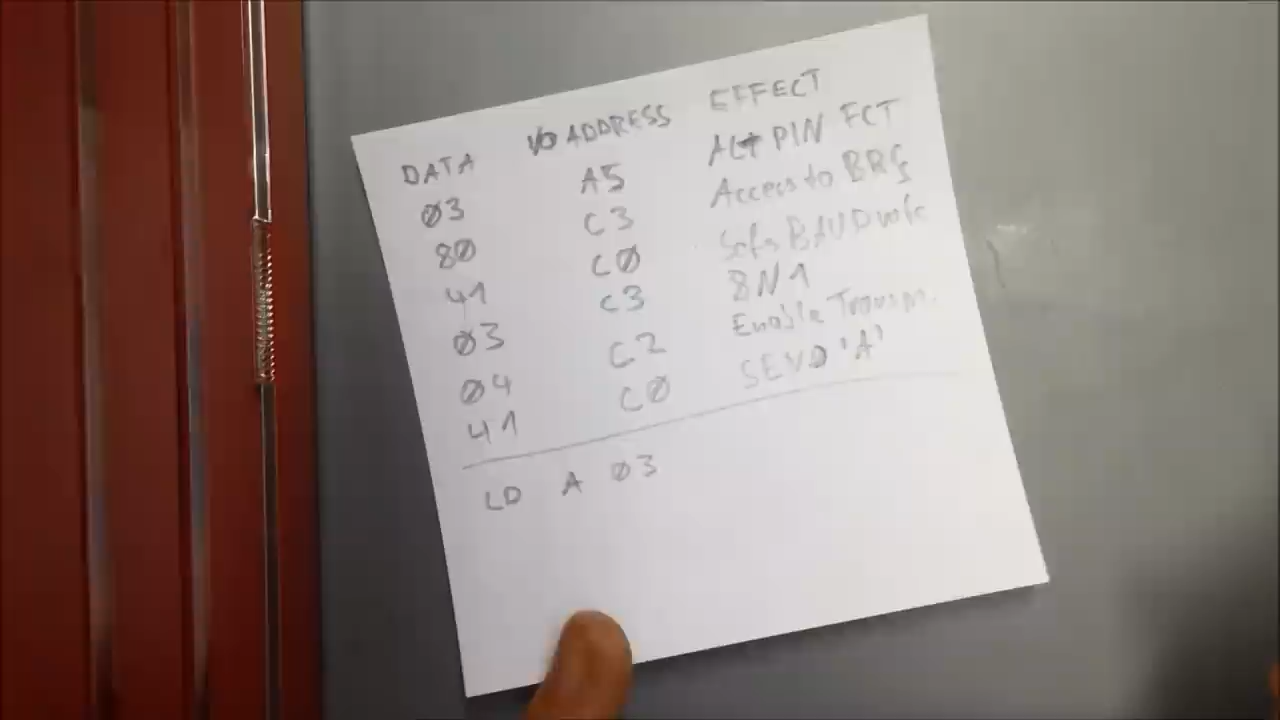 DATA I/O ADDRESS EFFECT
03 A5 ALT PIN FCT
80 C3 Access to BRG
41 C0 Sets BAUD rate
03 C3 8N1
04 C2 Enable Transm.
41 C0 SEND 'A'
LD A 03